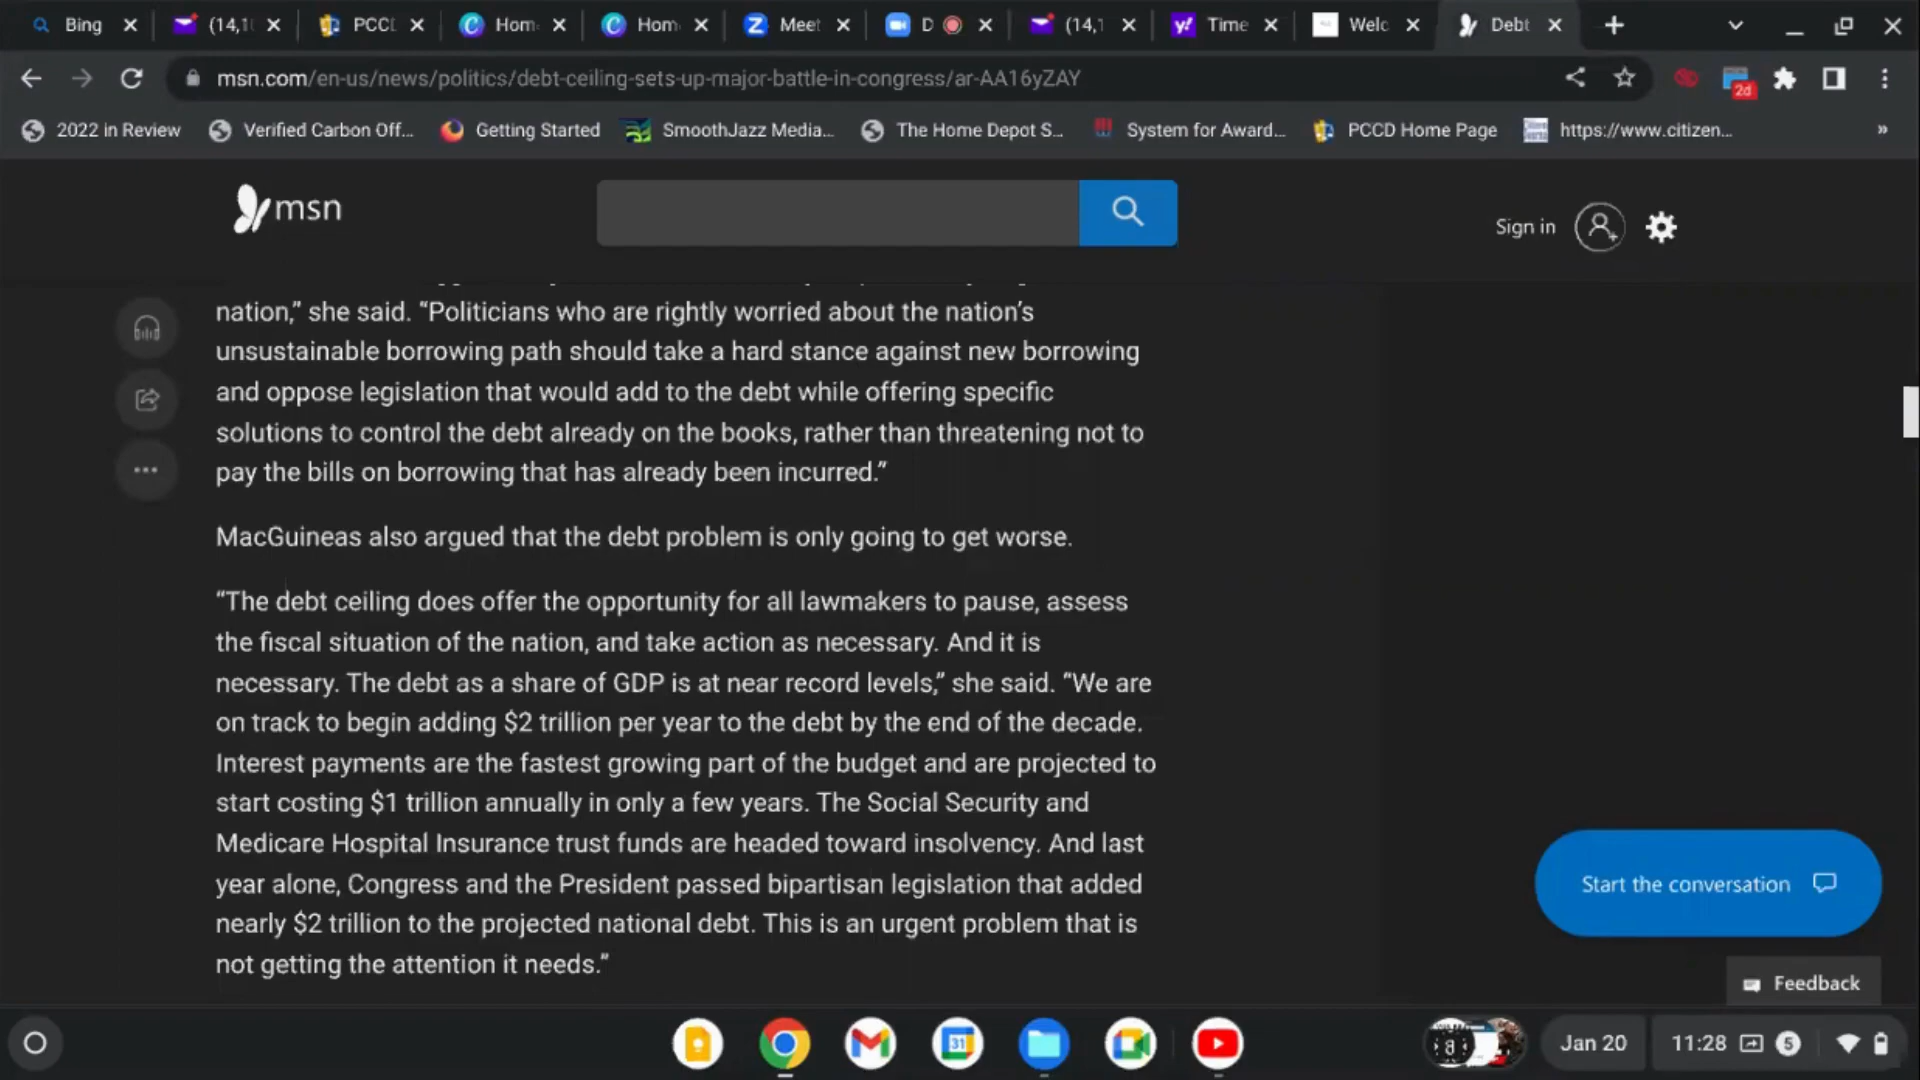 Bing
(14,1
PCCI
Hom
Hom
Meet
D
(14,1
Time
Welc
Debt
msn.com/en-us/news/politics/debt-ceiling-sets-up-major-battle-in-congress/ar-AA16yZAY
2d
2022 in Review
Verified Carbon Off...
Getting Started
SmoothJazz Media...
The Home Depot S...
System for Award...
PCCD Home Page
https://www.citizen...
»
msn
Sign in
nation,” she said. “Politicians who are rightly worried about the nation’s
unsustainable borrowing path should take a hard stance against new borrowing
and oppose legislation that would add to the debt while offering specific
solutions to control the debt already on the books, rather than threatening not to
pay the bills on borrowing that has already been incurred.”
MacGuineas also argued that the debt problem is only going to get worse.
“The debt ceiling does offer the opportunity for all lawmakers to pause, assess
the fiscal situation of the nation, and take action as necessary. And it is
necessary. The debt as a share of GDP is at near record levels,” she said. “We are
on track to begin adding $2 trillion per year to the debt by the end of the decade.
Interest payments are the fastest growing part of the budget and are projected to
start costing $1 trillion annually in only a few years. The Social Security and
Medicare Hospital Insurance trust funds are headed toward insolvency. And last
year alone, Congress and the President passed bipartisan legislation that added
nearly $2 trillion to the projected national debt. This is an urgent problem that is
not getting the attention it needs.”
Start the conversation
Feedback
31
Jan 20
11:28
5